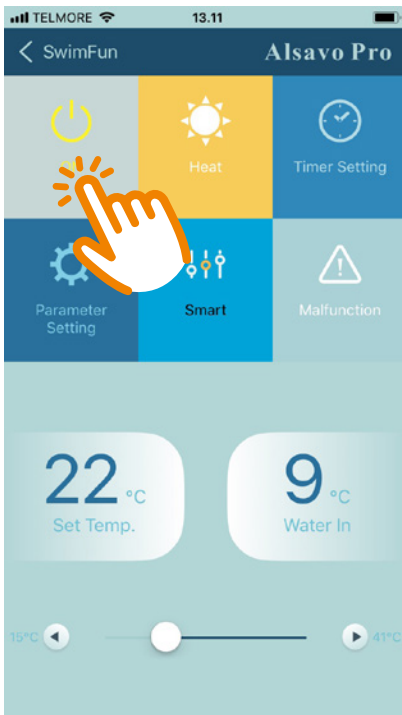 TELMORE 13.11
SwimFun Alsavo Pro
Heat Timer Setting
Parameter Setting Smart Malfunction
22 °C 9 °C
Set Temp. Water In
15°C 41°C